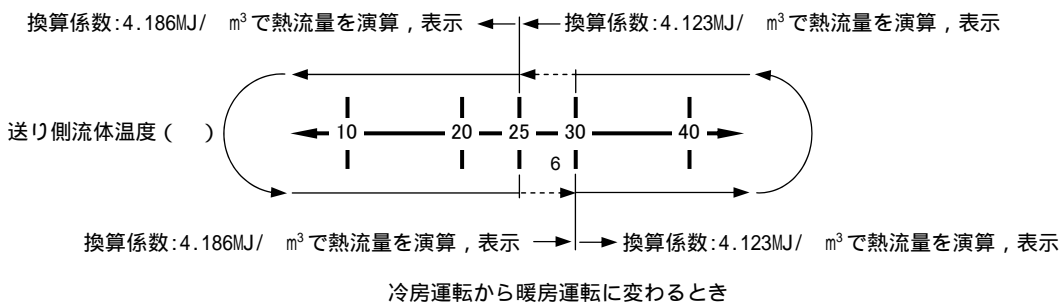 換算係数:4.186MJ/ m³で熱流量を演算,表示
換算係数:4.123MJ/ m³で熱流量を演算,表示
送り側流体温度( )
10 20 25 30 40
6
換算係数:4.186MJ/ m³で熱流量を演算,表示
換算係数:4.123MJ/ m³で熱流量を演算,表示
冷房運転から暖房運転に変わるとき